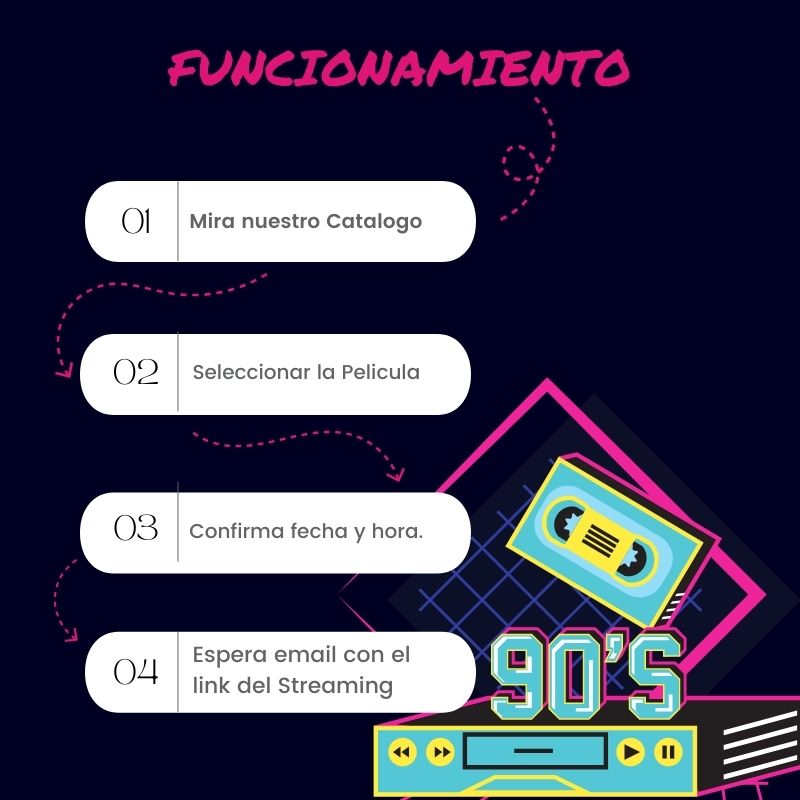 FUNCIONAMIENTO
01 Mira nuestro Catalogo
02 Seleccionar la Pelicula
03 Confirma fecha y hora.
04 Espera email con el
link del Streaming
90'S